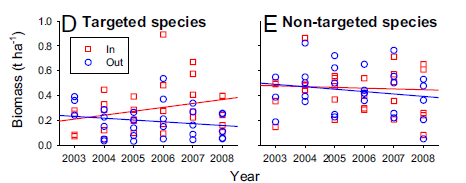 D Targeted species
E Non-targeted species
Biomass (t ha⁻¹)
1.0
0.8
0.6
0.4
0.2
0.0
In
Out
2003 2004 2005 2006 2007 2008
2003 2004 2005 2006 2007 2008
Year